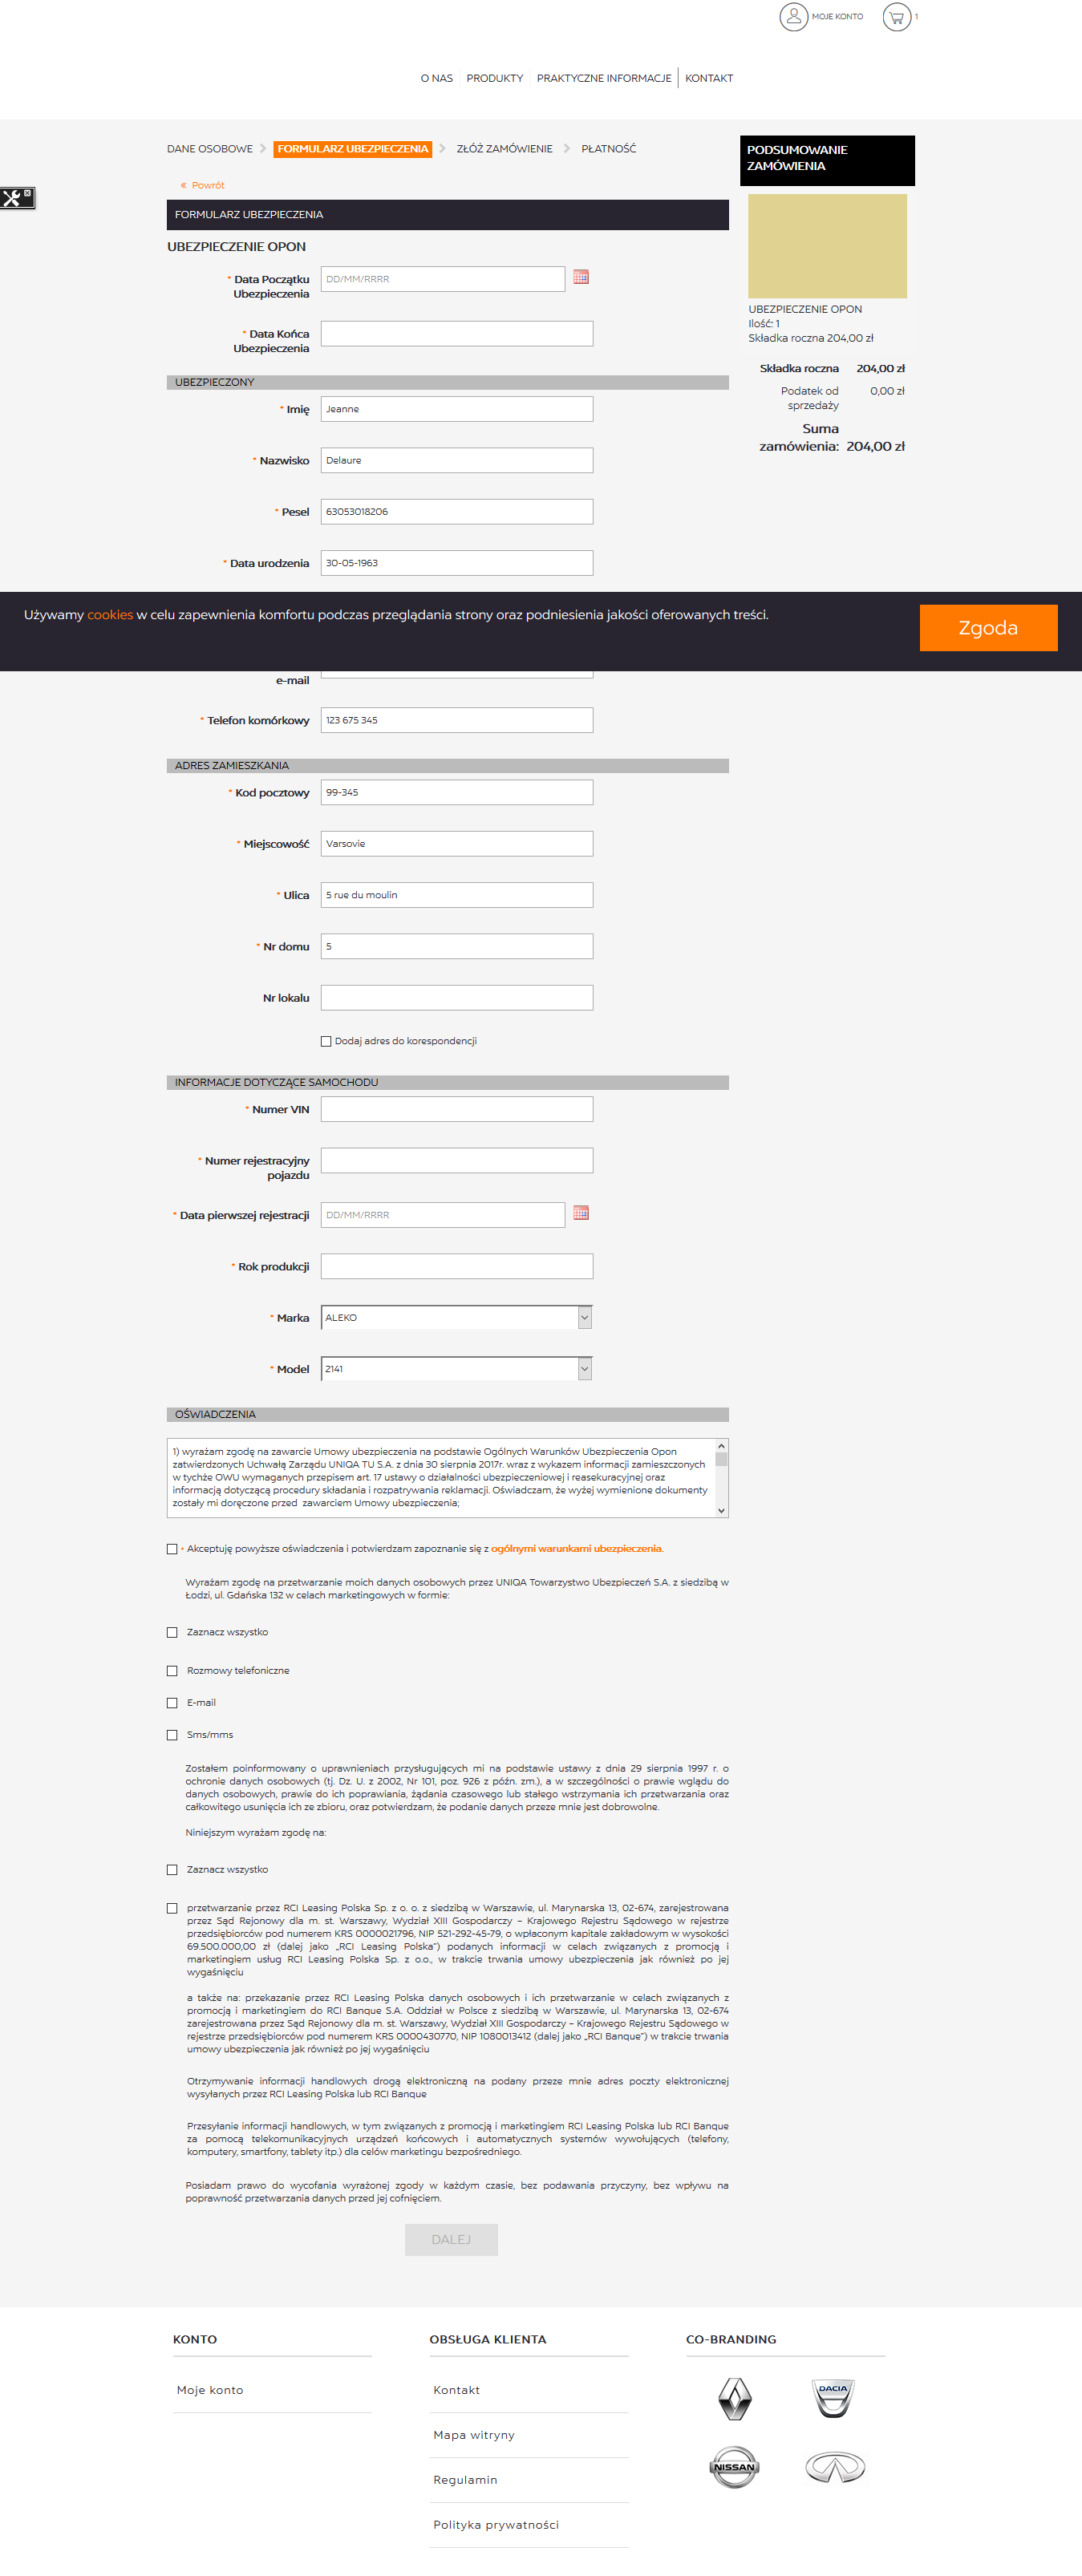 MOJE KONTO
1
O NAS
PRODUKTY
PRAKTYCZNE INFORMACJE
KONTAKT
DANE OSOBOWE
FORMULARZ UBEZPIECZENIA
ZŁÓŻ ZAMÓWIENIE
PŁATNOŚĆ
« Powrót
FORMULARZ UBEZPIECZENIA
UBEZPIECZENIE OPON
* Data Początku
Ubezpieczenia
DD/MM/RRRR
* Data Końca
Ubezpieczenia
PODSUMOWANIE
ZAMÓWIENIA
UBEZPIECZENIE OPON
Ilość: 1
Składka roczna 204,00 zł
Składka roczna 204,00 zł
Podatek od 0,00 zł
sprzedaży
Suma
zamówienia: 204,00 zł
UBEZPIECZONY
* Imię Jeanne
* Nazwisko Delaure
* Pesel 63053018206
* Data urodzenia 30-05-1963
Używamy cookies w celu zapewnienia komfortu podczas przeglądania strony oraz podniesienia jakości oferowanych treści.
Zgoda
e-mail
* Telefon komórkowy 123 675 345
ADRES ZAMIESZKANIA
* Kod pocztowy 99-345
* Miejscowość Varsovie
* Ulica 5 rue du moulin
* Nr domu 5
Nr lokalu
Dodaj adres do korespondencji
INFORMACJE DOTYCZĄCE SAMOCHODU
* Numer VIN
* Numer rejestracyjny
pojazdu
* Data pierwszej rejestracji DD/MM/RRRR
* Rok produkcji
* Marka ALEKO
* Model 2141
OŚWIADCZENIA
1) wyrażam zgodę na zawarcie Umowy ubezpieczenia na podstawie Ogólnych Warunków Ubezpieczenia Opon
zatwierdzonych Uchwałą Zarządu UNIQA TU S.A. z dnia 30 sierpnia 2017r. wraz z wykazem informacji zamieszczonych
w tychże OWU wymaganych przepisem art. 17 ustawy o działalności ubezpieczeniowej i reasekuracyjnej oraz
informacją dotyczącą procedury składania i rozpatrywania reklamacji. Oświadczam, że wyżej wymienione dokumenty
zostały mi doręczone przed zawarciem Umowy ubezpieczenia;
* Akceptuję powyższe oświadczenia i potwierdzam zapoznanie się z ogólnymi warunkami ubezpieczenia.
Wyrażam zgodę na przetwarzanie moich danych osobowych przez UNIQA Towarzystwo Ubezpieczeń S.A. z siedzibą w
Łodzi, ul. Gdańska 132 w celach marketingowych w formie:
Zaznacz wszystko
Rozmowy telefoniczne
E-mail
Sms/mms
Zostałem poinformowany o uprawnieniach przysługujących mi na podstawie ustawy z dnia 29 sierpnia 1997 r. o
ochronie danych osobowych (tj. Dz. U. z 2002, Nr 101, poz. 926 z późn. zm.), a w szczególności o prawie wglądu do
danych osobowych, prawie do ich poprawiania, żądania czasowego lub stałego wstrzymania ich przetwarzania oraz
całkowitego usunięcia ich ze zbioru, oraz potwierdzam, że podanie danych przeze mnie jest dobrowolne.
Niniejszym wyrażam zgodę na:
Zaznacz wszystko
przetwarzanie przez RCI Leasing Polska Sp. z o. o. z siedzibą w Warszawie, ul. Marynarska 13, 02-674, zarejestrowana
przez Sąd Rejonowy dla m. st. Warszawy, Wydział XIII Gospodarczy – Krajowego Rejestru Sądowego w rejestrze
przedsiębiorców pod numerem KRS 0000021796, NIP 521-292-45-79, o wpłaconym kapitale zakładowym w wysokości
69.500.000,00 zł (dalej jako „RCI Leasing Polska”) podanych informacji w celach związanych z promocją i
marketingiem usług RCI Leasing Polska Sp. z o.o., w trakcie trwania umowy ubezpieczenia jak również po jej
wygaśnięciu
a także na: przekazanie przez RCI Leasing Polska danych osobowych i ich przetwarzanie w celach związanych z
promocją i marketingiem do RCI Banque S.A. Oddział w Polsce z siedzibą w Warszawie, ul. Marynarska 13, 02-674
zarejestrowana przez Sąd Rejonowy dla m. st. Warszawy, Wydział XIII Gospodarczy – Krajowego Rejestru Sądowego w
rejestrze przedsiębiorców pod numerem KRS 0000430770, NIP 1080013412 (dalej jako „RCI Banque”) w trakcie trwania
umowy ubezpieczenia jak również po jej wygaśnięciu
Otrzymywanie informacji handlowych drogą elektroniczną na podany przeze mnie adres poczty elektronicznej
wysyłanych przez RCI Leasing Polska lub RCI Banque
Przesyłanie informacji handlowych, w tym związanych z promocją i marketingiem RCI Leasing Polska lub RCI Banque
za pomocą telekomunikacyjnych urządzeń końcowych i automatycznych systemów wywołujących (telefony,
komputery, smartfony, tablety itp.) dla celów marketingu bezpośredniego.
Posiadam prawo do wycofania wyrażonej zgody w każdym czasie, bez podawania przyczyny, bez wpływu na
poprawność przetwarzania danych przed jej cofnięciem.
DALEJ
KONTO
Moje konto
OBSŁUGA KLIENTA
Kontakt
Mapa witryny
Regulamin
Polityka prywatności
CO-BRANDING
DACIA
NISSAN